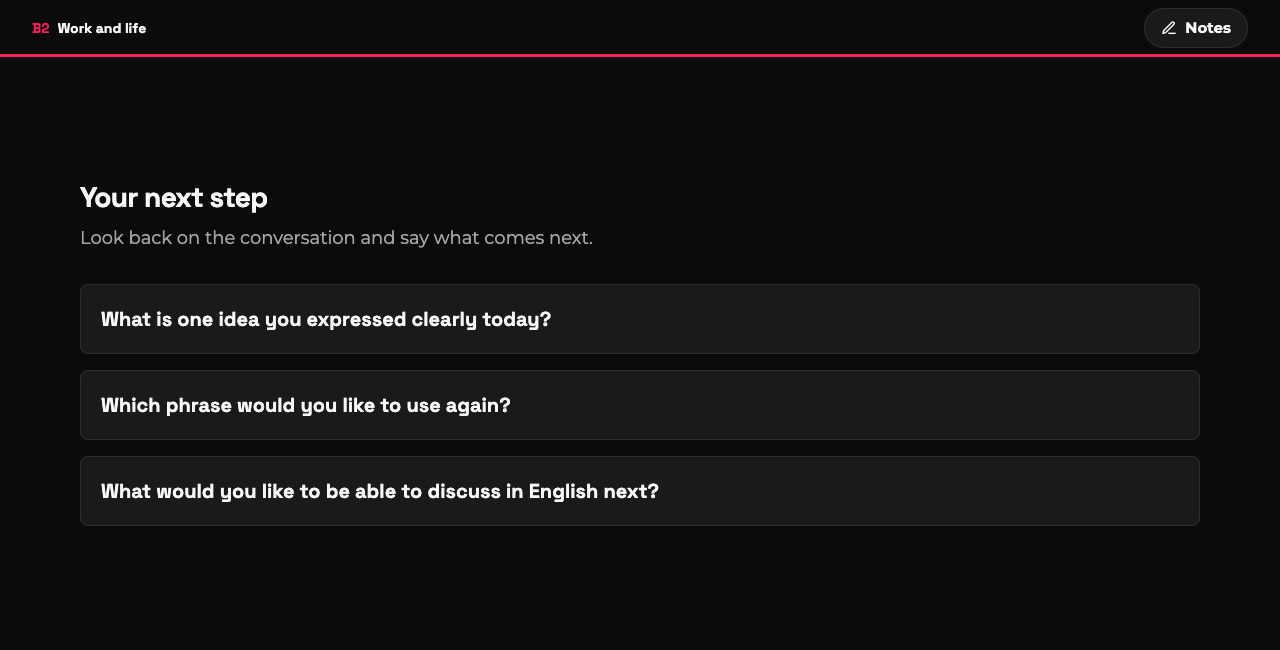 B2 Work and life
Notes
Your next step
Look back on the conversation and say what comes next.
What is one idea you expressed clearly today?
Which phrase would you like to use again?
What would you like to be able to discuss in English next?